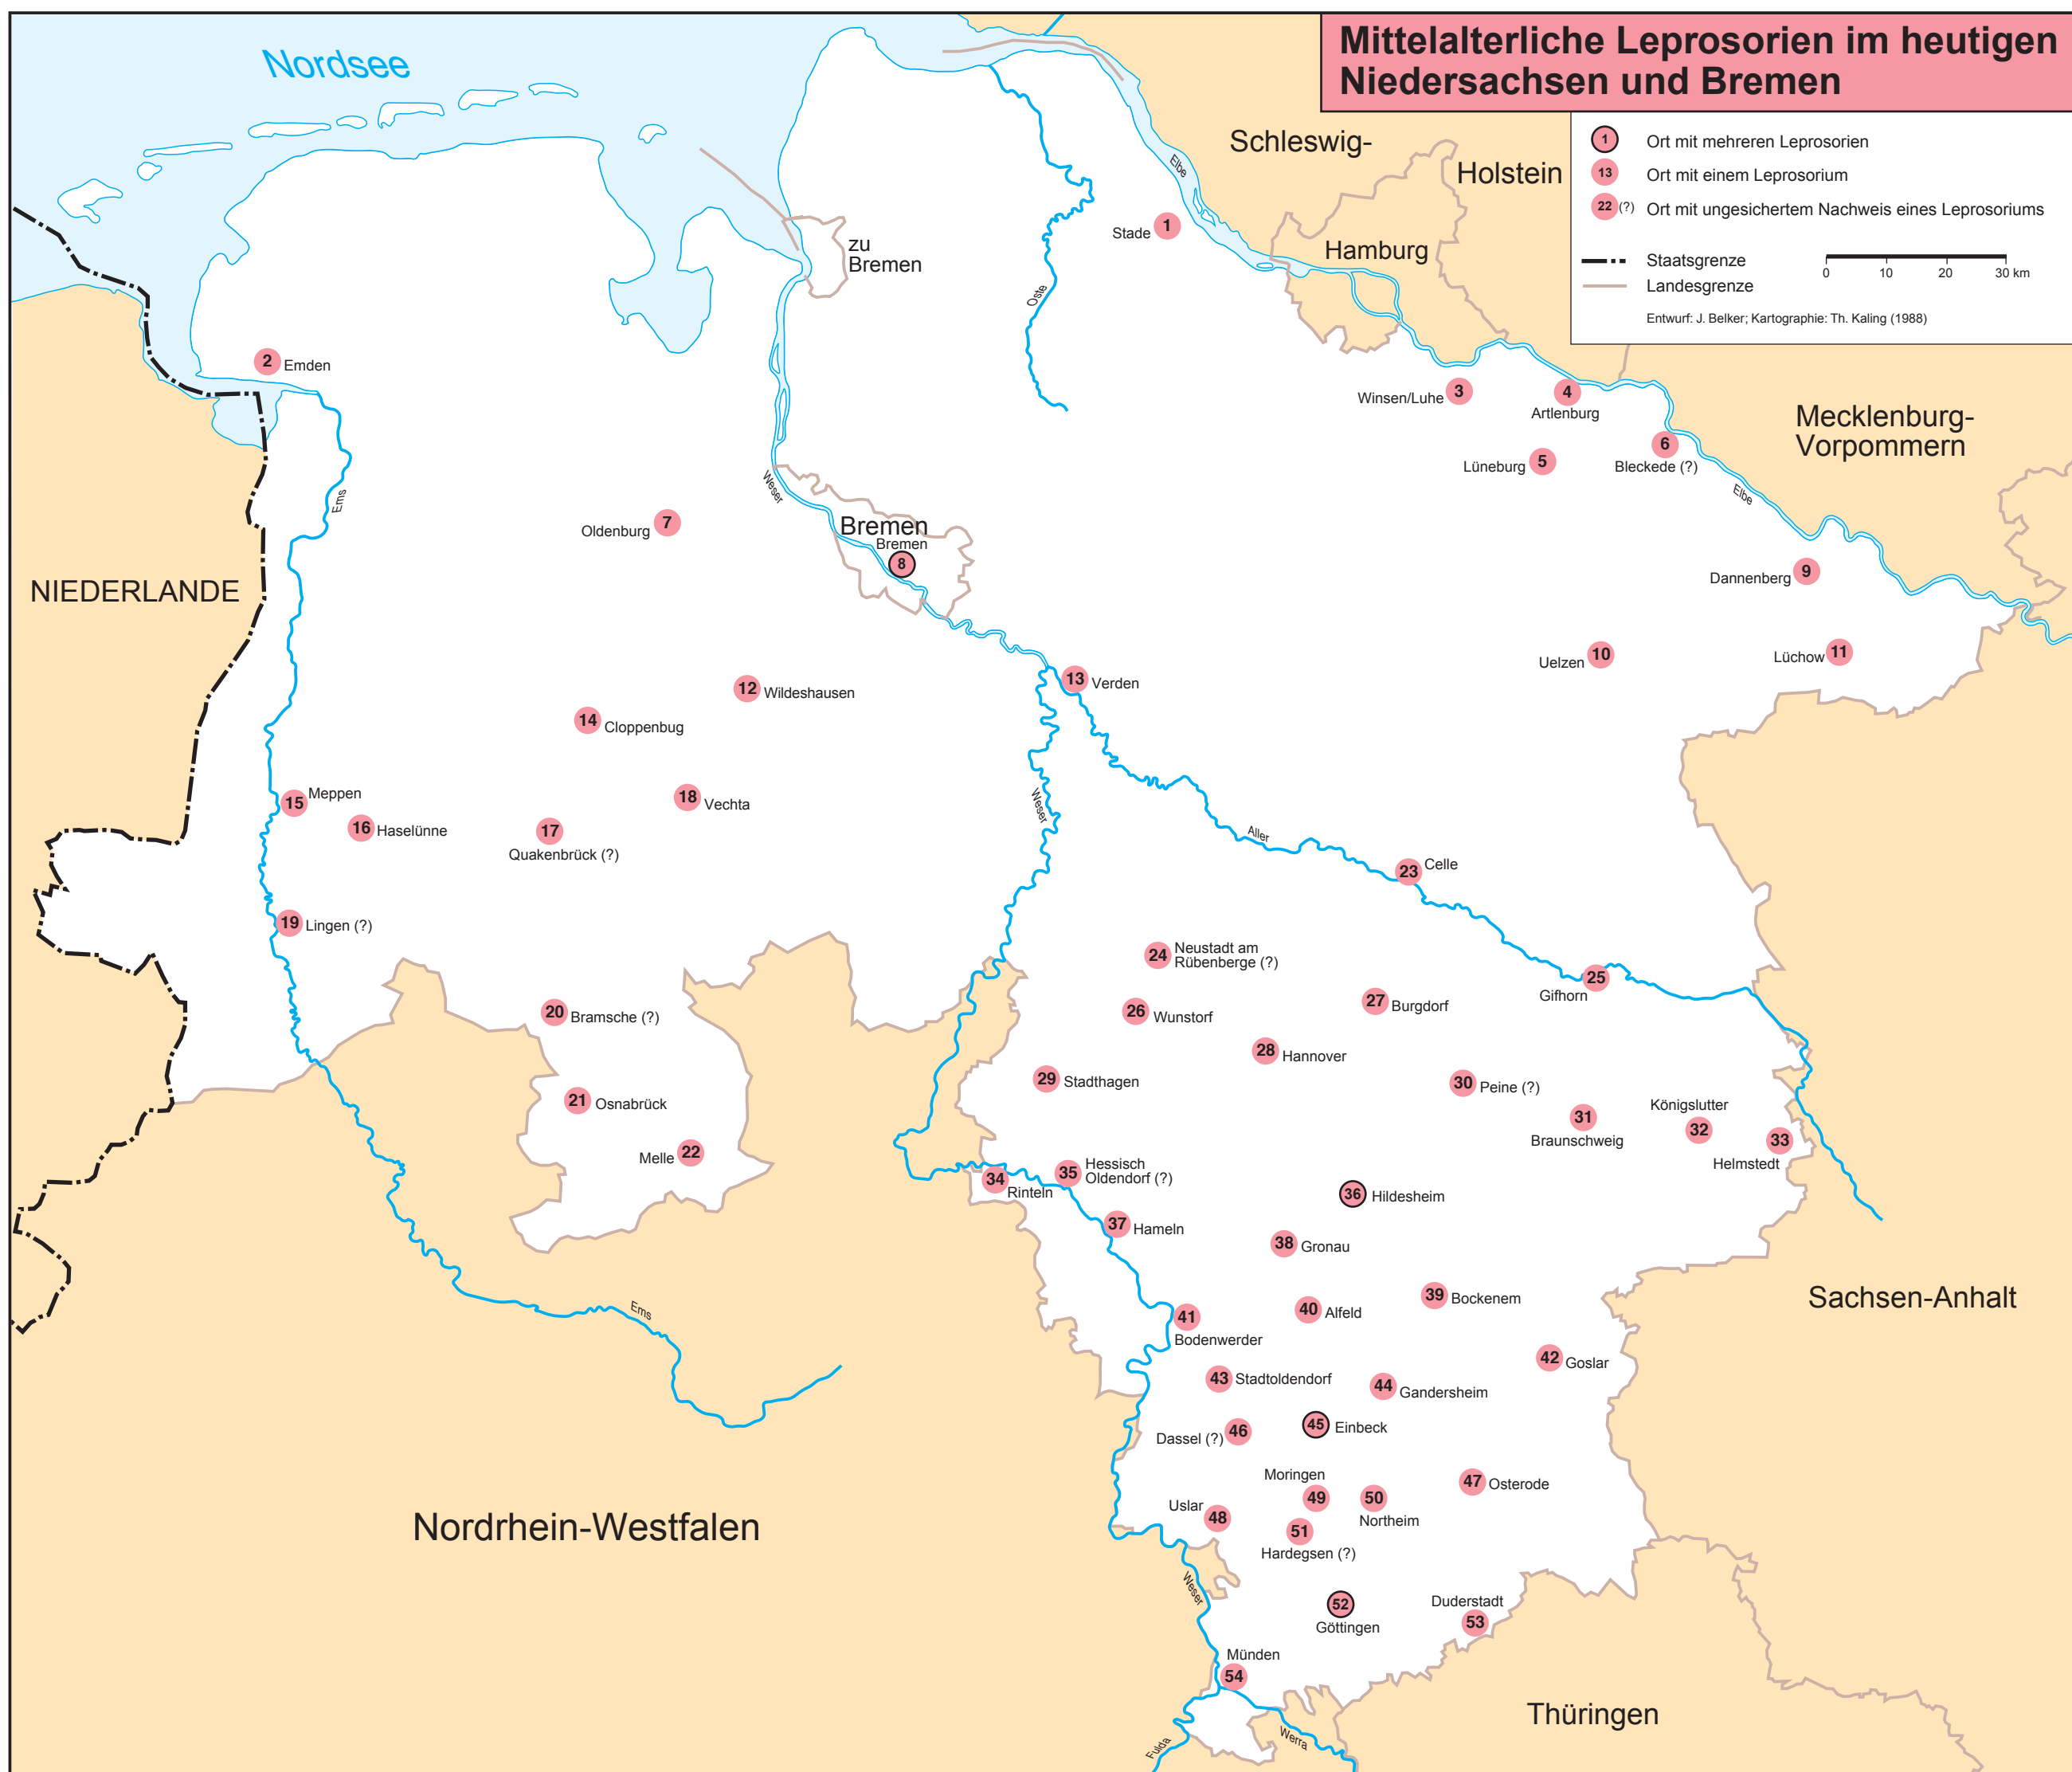 Mittelalterliche Leprosorien im heutigen
Niedersachsen und Bremen
1 Ort mit mehreren Leprosorien
13 Ort mit einem Leprosorium
22 (?) Ort mit ungesichertem Nachweis eines Leprosoriums
Staatsgrenze
Landesgrenze
0 10 20 30 km
Entwurf: J. Belker; Kartographie: Th. Kaling (1988)
Nordsee
Schleswig-
Holstein
Elbe
Hamburg
zu
Bremen
Stade 1
Oste
2 Emden
Winsen/Luhe 3
4
Artlenburg
Mecklenburg-
Vorpommern
Lüneburg 5
6
Bleckede (?)
Elbe
Ems
Weser
Oldenburg 7
Bremen
Bremen
8
NIEDERLANDE
Dannenberg 9
Uelzen 10
Lüchow 11
12 Wildeshausen
13 Verden
14 Cloppenbug
15 Meppen
16 Haselünne
17
Quakenbrück (?)
18 Vechta
Weser
Aller
23 Celle
19 Lingen (?)
24 Neustadt am
Rübenberge (?)
25
Gifhorn
20 Bramsche (?)
26 Wunstorf
27 Burgdorf
28 Hannover
29 Stadthagen
30 Peine (?)
21 Osnabrück
31
Braunschweig
Königslutter
32
33
Helmstedt
Melle 22
34 Rinteln
35 Hessisch
Oldendorf (?)
36 Hildesheim
37 Hameln
38 Gronau
39 Bockenem
40 Alfeld
41
Bodenwerder
Sachsen-Anhalt
Ems
42 Goslar
43 Stadtoldendorf
44 Gandersheim
45 Einbeck
Dassel (?) 46
47 Osterode
Moringen
49
50
Northeim
Uslar
48
51
Hardegsen (?)
Nordrhein-Westfalen
Weser
52
Göttingen
Duderstadt
53
Münden
54
Thüringen
Fulda
Werra